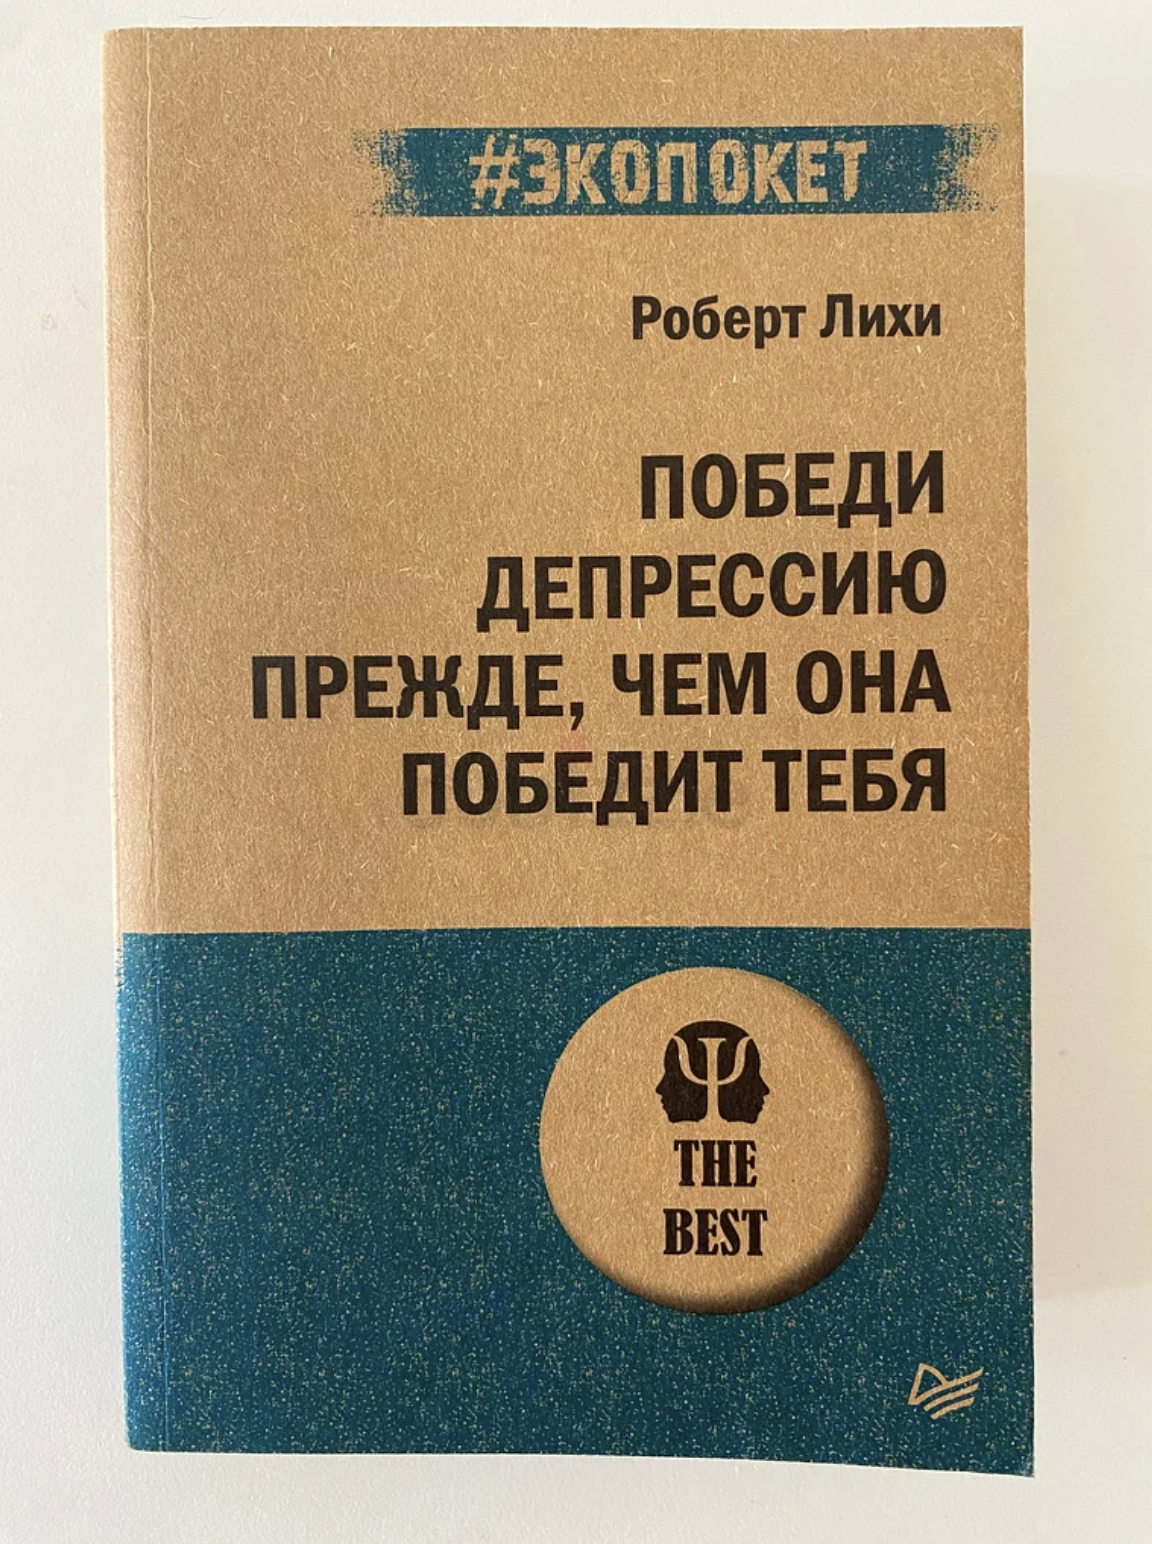 #ЭКОПОКЕТ
Роберт Лихи
ПОБЕДИ
ДЕПРЕССИЮ
ПРЕЖДЕ, ЧЕМ ОНА
ПОБЕДИТ ТЕБЯ
THE
BEST